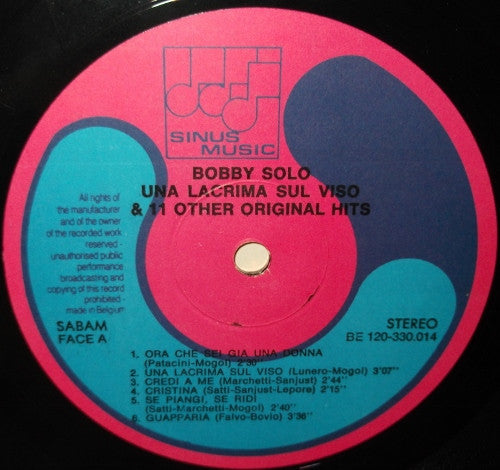 SINUS
MUSIC
BOBBY SOLO
UNA LACRIMA SUL VISO
& 11 OTHER ORIGINAL HITS
All rights of
the manufacturer
and of the owner
of the recorded work
reserved -
unauthorised public
performance
broadcasting and
copying of this record
prohibited -
made in Belgium
SABAM
FACE A
STEREO
BE 120-330.014
1. ORA CHE SEI GIA UNA DONNA
(Patacini-Mogol) 2'30"
2. UNA LACRIMA SUL VISO (Lunero-Mogol) 3'07"
3. CREDI A ME (Marchetti-Sanjust) 2'44"
4. CRISTINA (Satti-Sanjust-Lepore) 2'15"
5. SE PIANGI, SE RIDI
(Satti-Marchetti-Mogol) 2'40"
6. GUAPPARIA (Falvo-Bovio) 3'36"